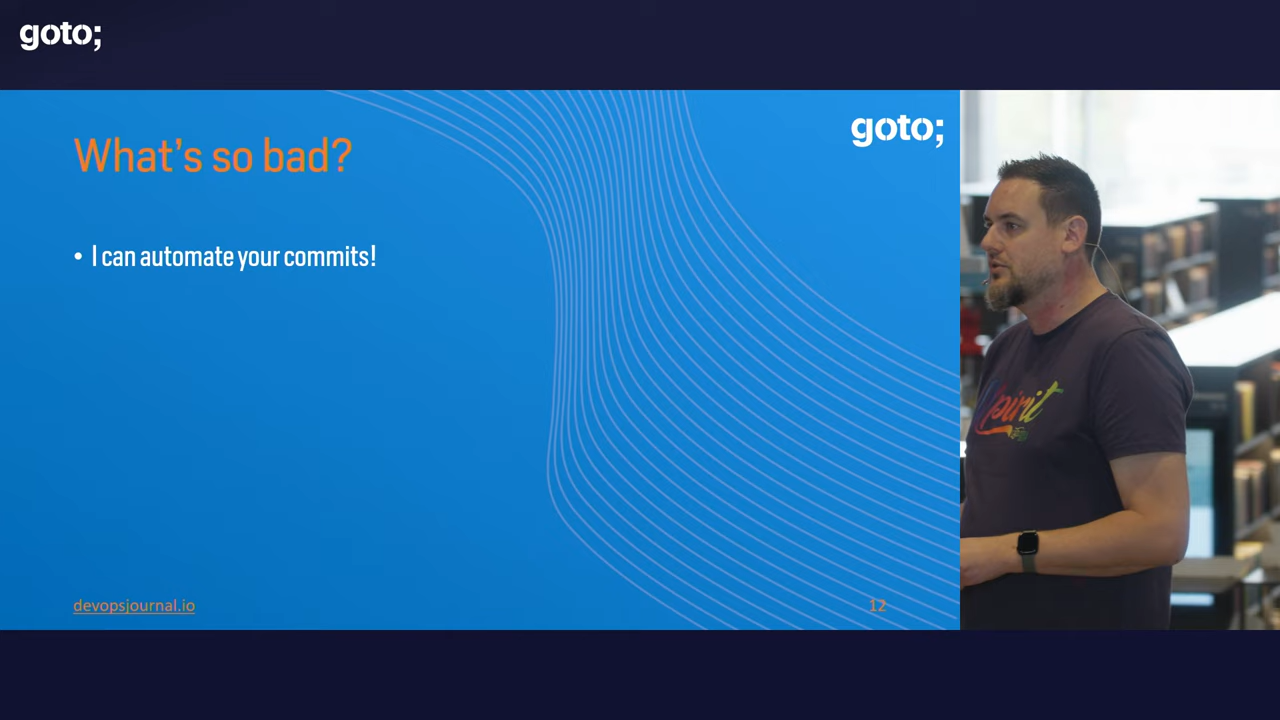 goto;
goto;
What's so bad?
• I can automate your commits!
devopsjournal.io
12